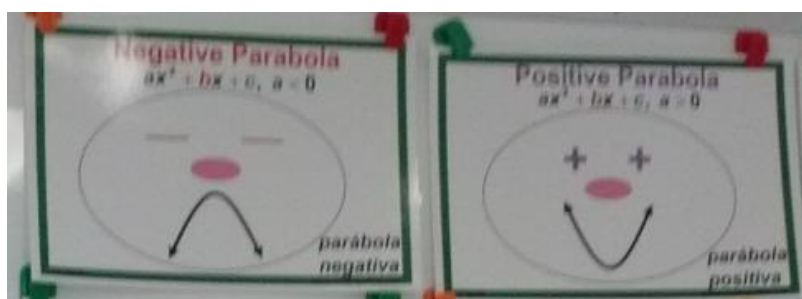 Negative Parabola
ax² + bx + c, a < 0
parábola
negativa
Positive Parabola
ax² + bx + c, a > 0
parábola
positiva